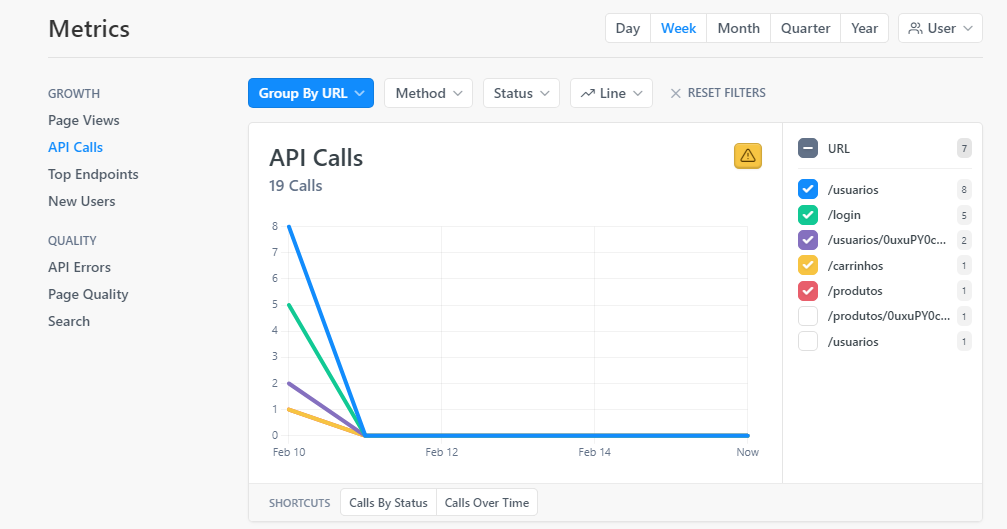 Metrics
Day Week Month Quarter Year User
GROWTH
Page Views
API Calls
Top Endpoints
New Users
QUALITY
API Errors
Page Quality
Search
Group By URL Method Status Line RESET FILTERS
API Calls
19 Calls
8
7
6
5
4
3
2
1
0
Feb 10 Feb 12 Feb 14 Now
URL 7
/usuarios 8
/login 5
/usuarios/0uxuPY0c... 2
/carrinhos 1
/produtos 1
/produtos/0uxuPY0c... 1
/usuarios 1
SHORTCUTS Calls By Status Calls Over Time